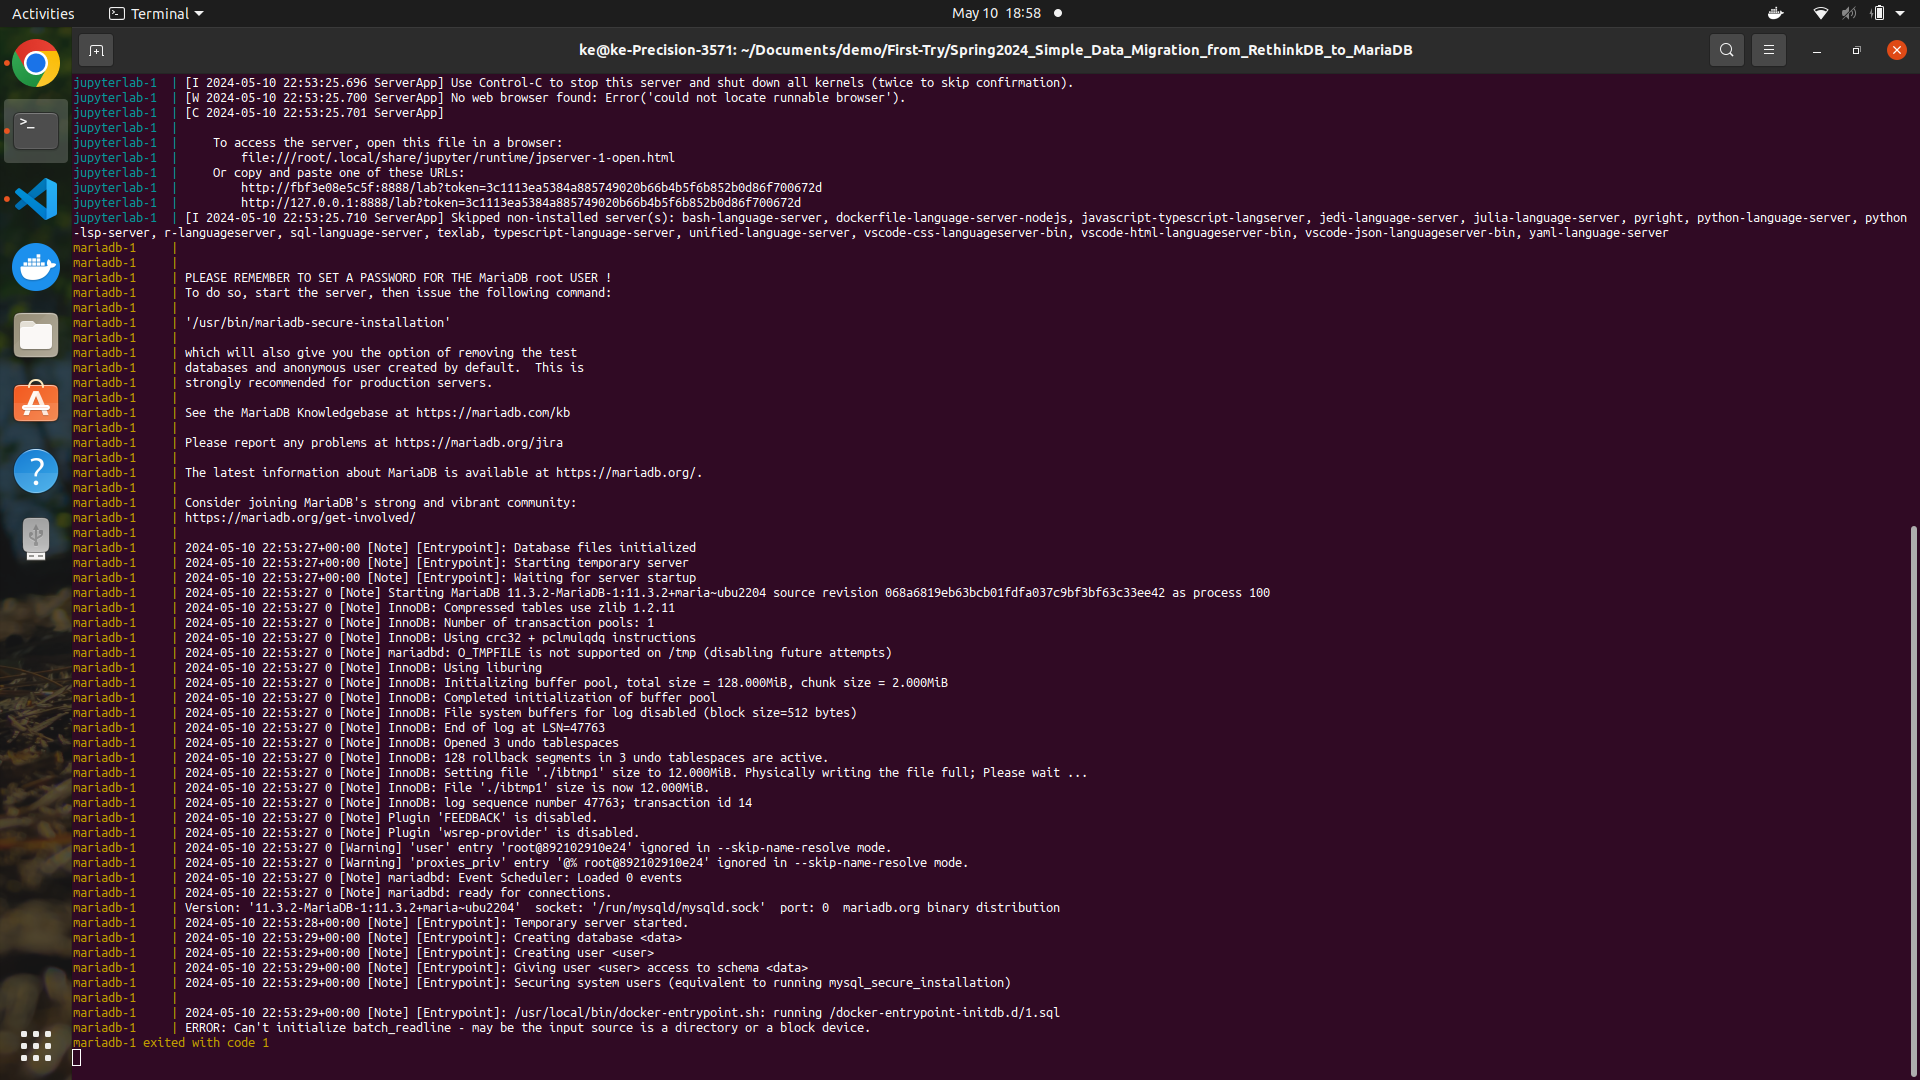 Activities
Terminal
May 10 18:58
ke@ke-Precision-3571: ~/Documents/demo/First-Try/Spring2024_Simple_Data_Migration_from_RethinkDB_to_MariaDB
jupyterlab-1 | [I 2024-05-10 22:53:25.696 ServerApp] Use Control-C to stop this server and shut down all kernels (twice to skip confirmation).
jupyterlab-1 | [W 2024-05-10 22:53:25.700 ServerApp] No web browser found: Error('could not locate runnable browser').
jupyterlab-1 | [C 2024-05-10 22:53:25.701 ServerApp]
jupyterlab-1 |
jupyterlab-1 | To access the server, open this file in a browser:
jupyterlab-1 | file:///root/.local/share/jupyter/runtime/jpserver-1-open.html
jupyterlab-1 | Or copy and paste one of these URLs:
jupyterlab-1 | http://fbf3e08e5c5f:8888/lab?token=3c1113ea5384a885749020b66b4b5f6b852b0d86f700672d
jupyterlab-1 | http://127.0.0.1:8888/lab?token=3c1113ea5384a885749020b66b4b5f6b852b0d86f700672d
jupyterlab-1 | [I 2024-05-10 22:53:25.710 ServerApp] Skipped non-installed server(s): bash-language-server, dockerfile-language-server-nodejs, javascript-typescript-langserver, jedi-language-server, julia-language-server, pyright, python-language-server, python
-lsp-server, r-languageserver, sql-language-server, texlab, typescript-language-server, unified-language-server, vscode-css-languageserver-bin, vscode-html-languageserver-bin, vscode-json-languageserver-bin, yaml-language-server
mariadb-1 |
mariadb-1 |
mariadb-1 | PLEASE REMEMBER TO SET A PASSWORD FOR THE MariaDB root USER !
mariadb-1 | To do so, start the server, then issue the following command:
mariadb-1 |
mariadb-1 | '/usr/bin/mariadb-secure-installation'
mariadb-1 |
mariadb-1 | which will also give you the option of removing the test
mariadb-1 | databases and anonymous user created by default. This is
mariadb-1 | strongly recommended for production servers.
mariadb-1 |
mariadb-1 | See the MariaDB Knowledgebase at https://mariadb.com/kb
mariadb-1 |
mariadb-1 | Please report any problems at https://mariadb.org/jira
mariadb-1 |
mariadb-1 | The latest information about MariaDB is available at https://mariadb.org/.
mariadb-1 |
mariadb-1 | Consider joining MariaDB's strong and vibrant community:
mariadb-1 | https://mariadb.org/get-involved/
mariadb-1 |
mariadb-1 | 2024-05-10 22:53:27+00:00 [Note] [Entrypoint]: Database files initialized
mariadb-1 | 2024-05-10 22:53:27+00:00 [Note] [Entrypoint]: Starting temporary server
mariadb-1 | 2024-05-10 22:53:27+00:00 [Note] [Entrypoint]: Waiting for server startup
mariadb-1 | 2024-05-10 22:53:27 0 [Note] Starting MariaDB 11.3.2-MariaDB-1:11.3.2+maria~ubu2204 source revision 068a6819eb63bcb01fdfa037c9bf3bf63c33ee42 as process 100
mariadb-1 | 2024-05-10 22:53:27 0 [Note] InnoDB: Compressed tables use zlib 1.2.11
mariadb-1 | 2024-05-10 22:53:27 0 [Note] InnoDB: Number of transaction pools: 1
mariadb-1 | 2024-05-10 22:53:27 0 [Note] InnoDB: Using crc32 + pclmulqdq instructions
mariadb-1 | 2024-05-10 22:53:27 0 [Note] mariadbd: O_TMPFILE is not supported on /tmp (disabling future attempts)
mariadb-1 | 2024-05-10 22:53:27 0 [Note] InnoDB: Using liburing
mariadb-1 | 2024-05-10 22:53:27 0 [Note] InnoDB: Initializing buffer pool, total size = 128.000MiB, chunk size = 2.000MiB
mariadb-1 | 2024-05-10 22:53:27 0 [Note] InnoDB: Completed initialization of buffer pool
mariadb-1 | 2024-05-10 22:53:27 0 [Note] InnoDB: File system buffers for log disabled (block size=512 bytes)
mariadb-1 | 2024-05-10 22:53:27 0 [Note] InnoDB: End of log at LSN=47763
mariadb-1 | 2024-05-10 22:53:27 0 [Note] InnoDB: Opened 3 undo tablespaces
mariadb-1 | 2024-05-10 22:53:27 0 [Note] InnoDB: 128 rollback segments in 3 undo tablespaces are active.
mariadb-1 | 2024-05-10 22:53:27 0 [Note] InnoDB: Setting file './ibtmp1' size to 12.000MiB. Physically writing the file full; Please wait ...
mariadb-1 | 2024-05-10 22:53:27 0 [Note] InnoDB: File './ibtmp1' size is now 12.000MiB.
mariadb-1 | 2024-05-10 22:53:27 0 [Note] InnoDB: log sequence number 47763; transaction id 14
mariadb-1 | 2024-05-10 22:53:27 0 [Note] Plugin 'FEEDBACK' is disabled.
mariadb-1 | 2024-05-10 22:53:27 0 [Note] Plugin 'wsrep-provider' is disabled.
mariadb-1 | 2024-05-10 22:53:27 0 [Warning] 'user' entry 'root@892102910e24' ignored in --skip-name-resolve mode.
mariadb-1 | 2024-05-10 22:53:27 0 [Warning] 'proxies_priv' entry '@% root@892102910e24' ignored in --skip-name-resolve mode.
mariadb-1 | 2024-05-10 22:53:27 0 [Note] mariadbd: Event Scheduler: Loaded 0 events
mariadb-1 | 2024-05-10 22:53:27 0 [Note] mariadbd: ready for connections.
mariadb-1 | Version: '11.3.2-MariaDB-1:11.3.2+maria~ubu2204' socket: '/run/mysqld/mysqld.sock' port: 0 mariadb.org binary distribution
mariadb-1 | 2024-05-10 22:53:28+00:00 [Note] [Entrypoint]: Temporary server started.
mariadb-1 | 2024-05-10 22:53:29+00:00 [Note] [Entrypoint]: Creating database <data>
mariadb-1 | 2024-05-10 22:53:29+00:00 [Note] [Entrypoint]: Creating user <user>
mariadb-1 | 2024-05-10 22:53:29+00:00 [Note] [Entrypoint]: Giving user <user> access to schema <data>
mariadb-1 | 2024-05-10 22:53:29+00:00 [Note] [Entrypoint]: Securing system users (equivalent to running mysql_secure_installation)
mariadb-1 |
mariadb-1 | 2024-05-10 22:53:29+00:00 [Note] [Entrypoint]: /usr/local/bin/docker-entrypoint.sh: running /docker-entrypoint-initdb.d/1.sql
mariadb-1 | ERROR: Can't initialize batch_readline - may be the input source is a directory or a block device.
mariadb-1 exited with code 1